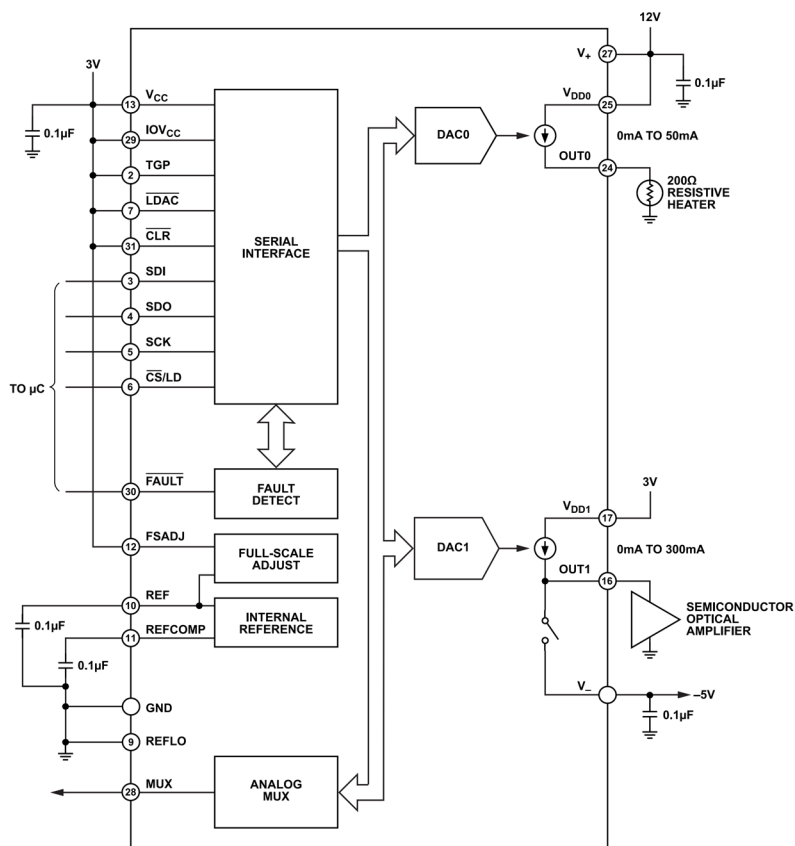 12V
V+
27
0.1µF
3V
VCC
13
VDD0
25
0.1µF
IOVCC
29
DAC0
0mA TO 50mA
TGP
2
OUT0
24
200Ω
RESISTIVE
HEATER
LDAC
7
CLR
31
SERIAL
INTERFACE
SDI
3
SDO
4
SCK
5
CS/LD
6
TO µC
FAULT
30
FAULT
DETECT
3V
VDD1
17
FSADJ
12
FULL-SCALE
ADJUST
DAC1
0mA TO 300mA
OUT1
16
REF
10
INTERNAL
REFERENCE
SEMICONDUCTOR
OPTICAL
AMPLIFIER
0.1µF
REFCOMP
11
0.1µF
V–
–5V
GND
0.1µF
REFLO
9
MUX
28
ANALOG
MUX